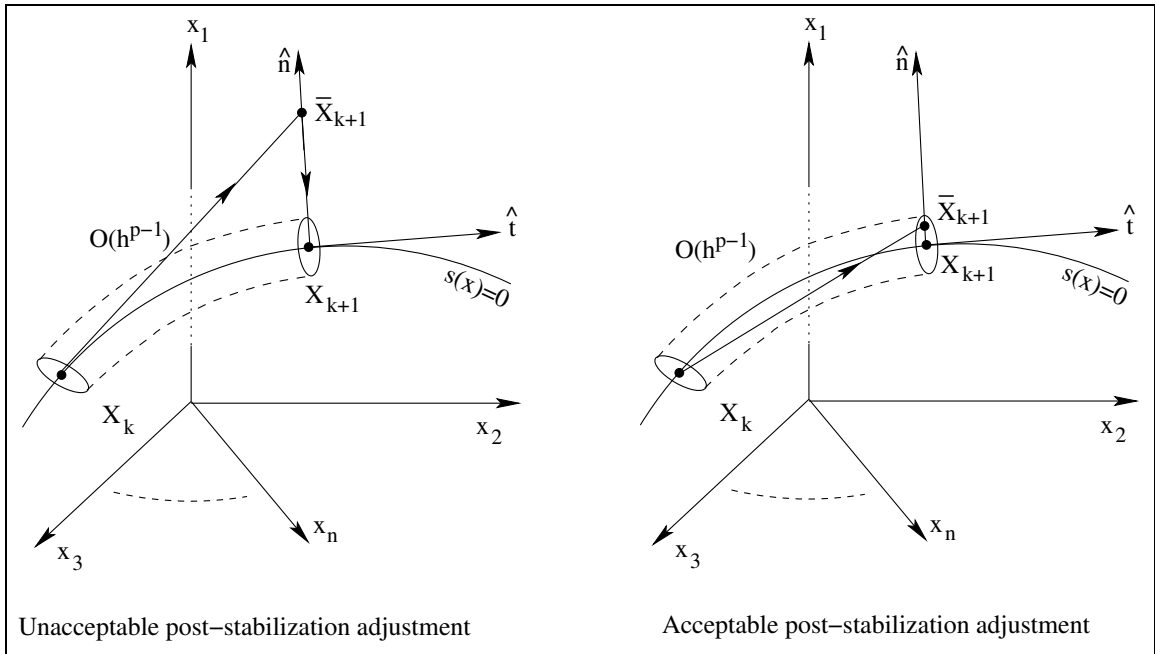 x1
n̂
X̄k+1
O(h^p−1)
t̂
s(x)=0
Xk+1
Xk
x2
x3
xn
Unacceptable post−stabilization adjustment
x1
n̂
X̄k+1
O(h^p−1)
t̂
s(x)=0
Xk+1
Xk
x2
x3
xn
Acceptable post−stabilization adjustment